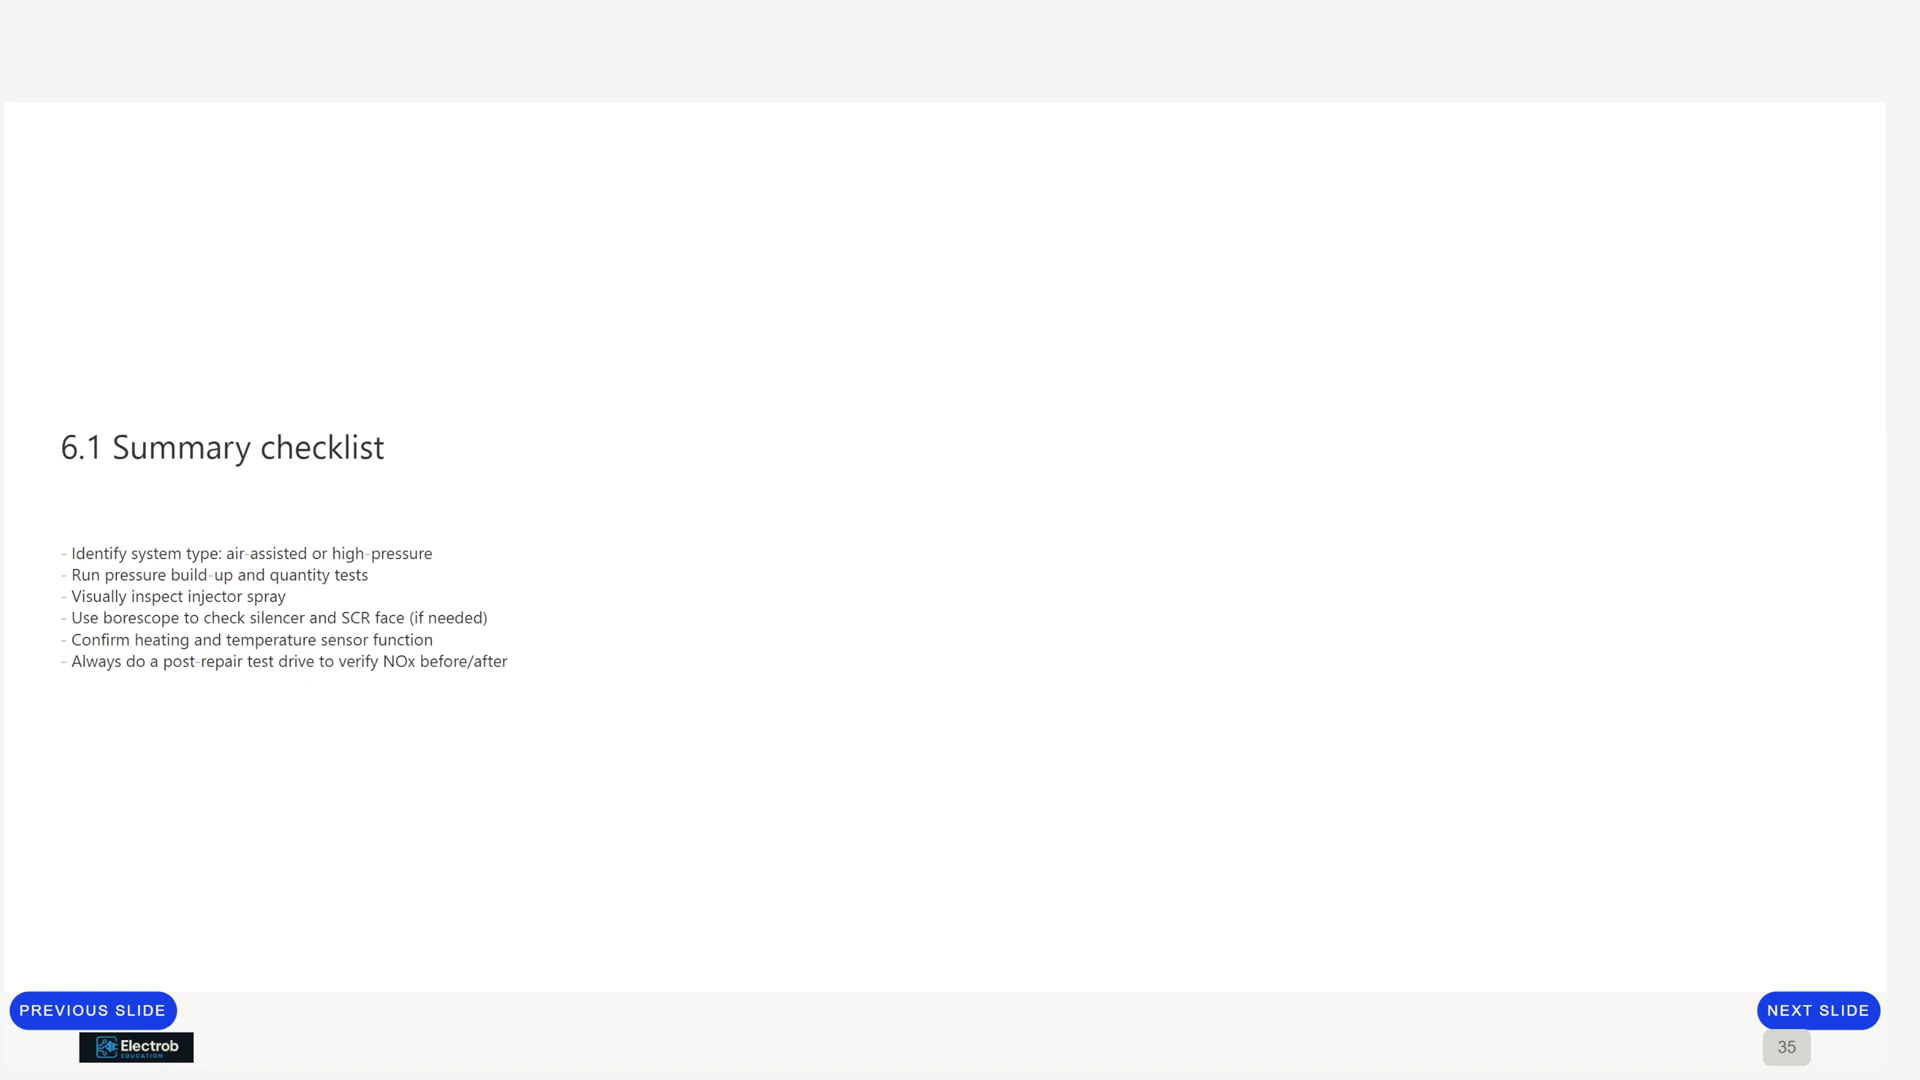 6.1 Summary checklist
- Identify system type: air-assisted or high-pressure
- Run pressure build-up and quantity tests
- Visually inspect injector spray
- Use borescope to check silencer and SCR face (if needed)
- Confirm heating and temperature sensor function
- Always do a post-repair test drive to verify NOx before/after
PREVIOUS SLIDE
NEXT SLIDE
Electrob
EDUCATION
35